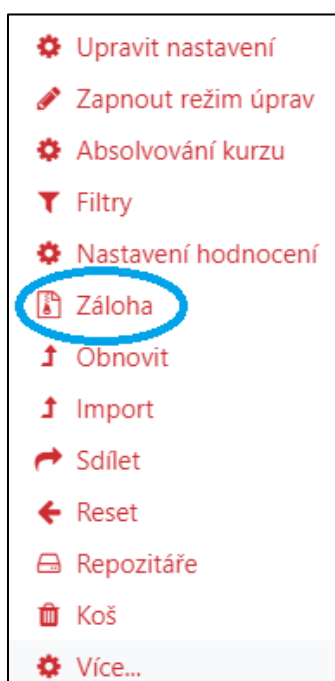 Upravit nastavení
Zapnout režim úprav
Absolvování kurzu
Filtry
Nastavení hodnocení
Záloha
Obnovit
Import
Sdílet
Reset
Repozitáře
Koš
Více...